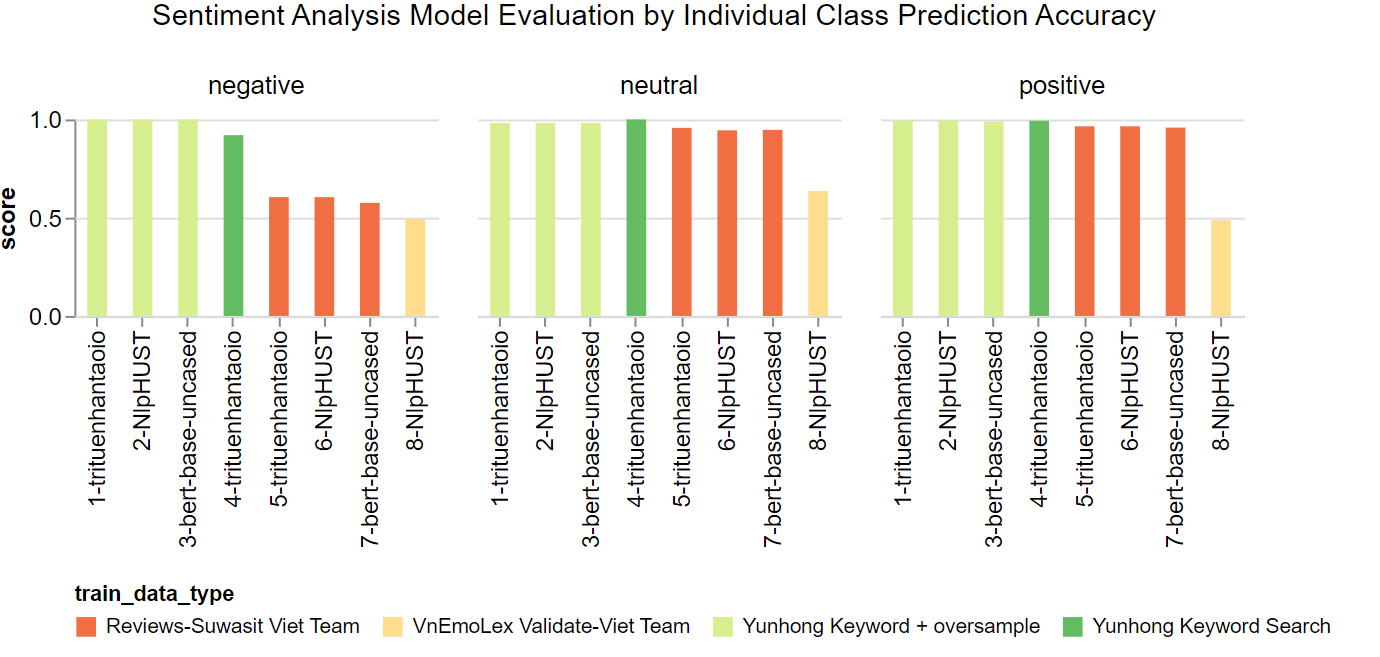 Sentiment Analysis Model Evaluation by Individual Class Prediction Accuracy
negative neutral positive
score
1.0
0.5
0.0
1-trituenhantaoio
2-NlpHUST
3-bert-base-uncased
4-trituenhantaoio
5-trituenhantaoio
6-NlpHUST
7-bert-base-uncased
8-NlpHUST
1-trituenhantaoio
2-NlpHUST
3-bert-base-uncased
4-trituenhantaoio
5-trituenhantaoio
6-NlpHUST
7-bert-base-uncased
8-NlpHUST
1-trituenhantaoio
2-NlpHUST
3-bert-base-uncased
4-trituenhantaoio
5-trituenhantaoio
6-NlpHUST
7-bert-base-uncased
8-NlpHUST
train_data_type
Reviews-Suwasit Viet Team VnEmoLex Validate-Viet Team Yunhong Keyword + oversample Yunhong Keyword Search